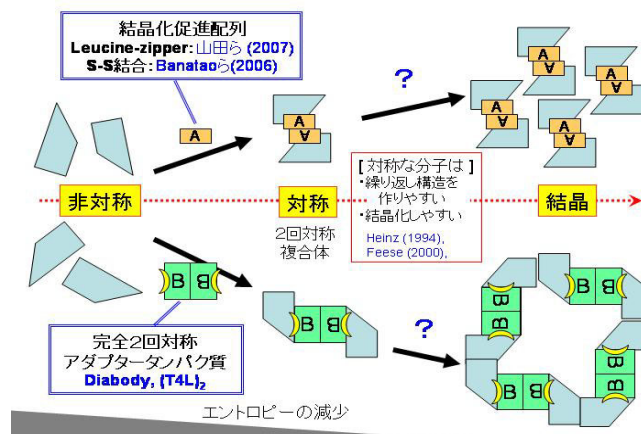 結晶化促進配列
Leucine-zipper: 山田ら (2007)
S-S結合: Banataoら(2006)
A
A
A
?
A
A
A
A
A
A
A
A
[ 対称な分子は ]
・繰り返し構造を
作りやすい
・結晶化しやすい
Heinz (1994),
Feese (2000),
非対称
対称
結晶
2回対称
複合体
B B
B B
?
B
B
B B
B
B
B B
完全2回対称
アダプタータンパク質
Diabody, (T4L)₂
エントロピーの減少